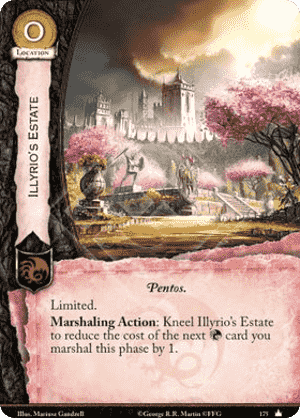 0
LOCATION
ILLYRIO'S ESTATE
Pentos.
Limited.
Marshaling Action: Kneel Illyrio's Estate
to reduce the cost of the next card you
marshal this phase by 1.
Illus. Mariusz Gandzel
©George R.R. Martin ©FFG
175